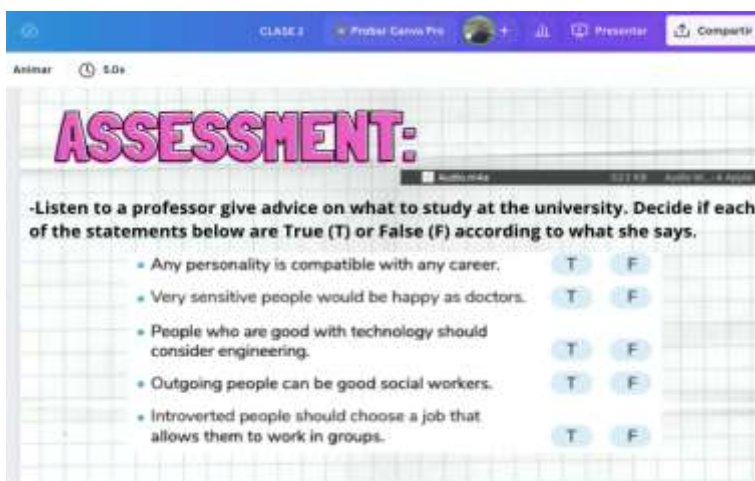 CLASE 2 Probar Canva Pro + Presentar Compartir
Animar 5.0s
ASSESSMENT:
Audio.m4a
-Listen to a professor give advice on what to study at the university. Decide if each
of the statements below are True (T) or False (F) according to what she says.
• Any personality is compatible with any career. T F
• Very sensitive people would be happy as doctors. T F
• People who are good with technology should
consider engineering. T F
• Outgoing people can be good social workers. T F
• Introverted people should choose a job that
allows them to work in groups. T F